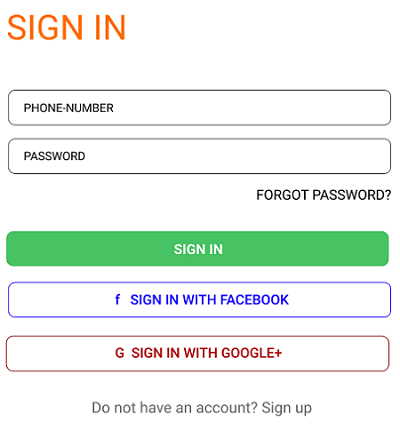 SIGN IN
PHONE-NUMBER
PASSWORD
FORGOT PASSWORD?
SIGN IN
f SIGN IN WITH FACEBOOK
G SIGN IN WITH GOOGLE+
Do not have an account? Sign up